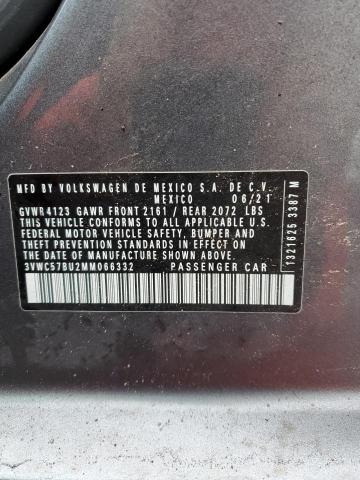 MFD BY VOLKSWAGEN DE MEXICO S.A. DE C.V.
MEXICO 06/21
GVWR 4123 GAWR FRONT 2161 / REAR 2072 LBS
THIS VEHICLE CONFORMS TO ALL APPLICABLE U.S.
FEDERAL MOTOR VEHICLE SAFETY, BUMPER AND
THEFT PREVENTION STANDARDS IN EFFECT ON THE
DATE OF MANUFACTURE SHOWN ABOVE
3VWC57BU2MM066332 PASSENGER CAR
1321625 3387 M